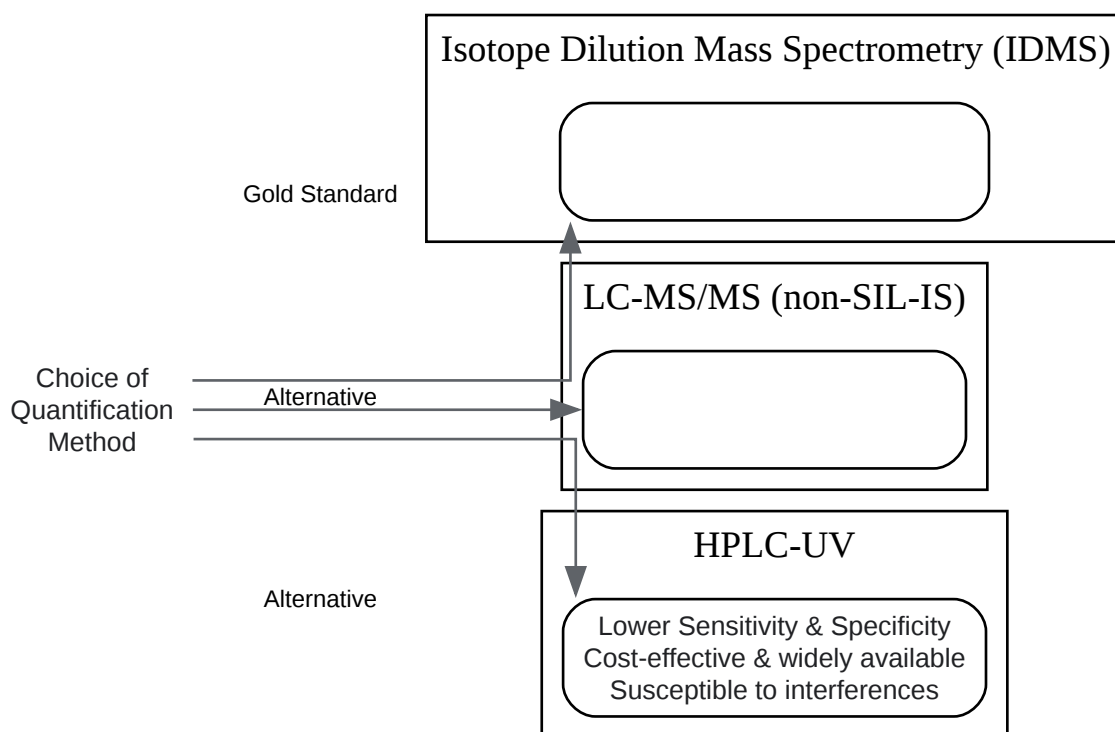 Isotope Dilution Mass Spectrometry (IDMS)
Gold Standard
LC-MS/MS (non-SIL-IS)
Choice of
Quantification
Method
Alternative
HPLC-UV
Alternative
Lower Sensitivity & Specificity
Cost-effective & widely available
Susceptible to interferences